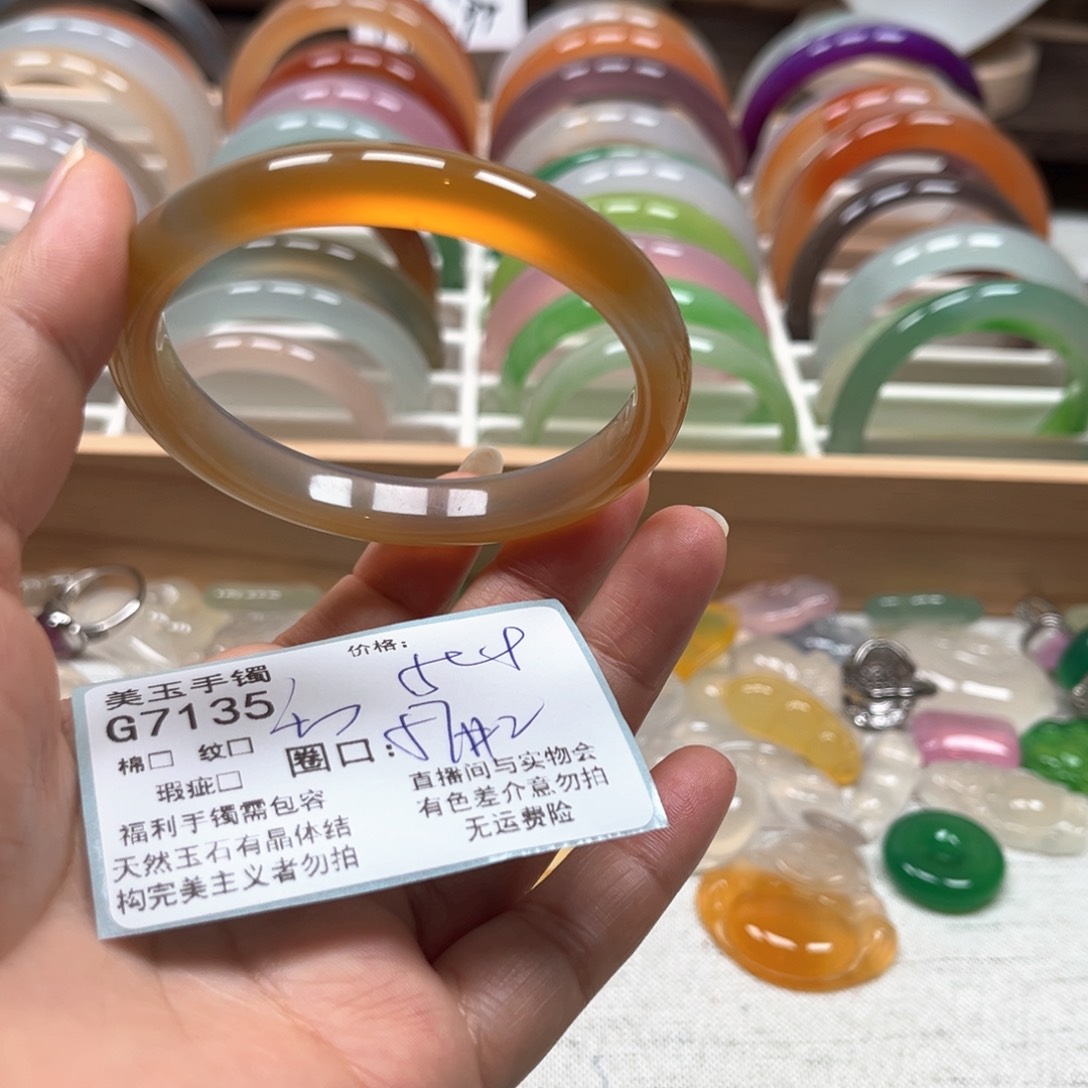 价格:
美玉手镯
G7135
棉□ 纹□ 圈口: 57
瑕疵□
福利手镯需包容
天然玉石有晶体结
构完美主义者勿拍
直播间与实物会
有色差介意勿拍
无运费险